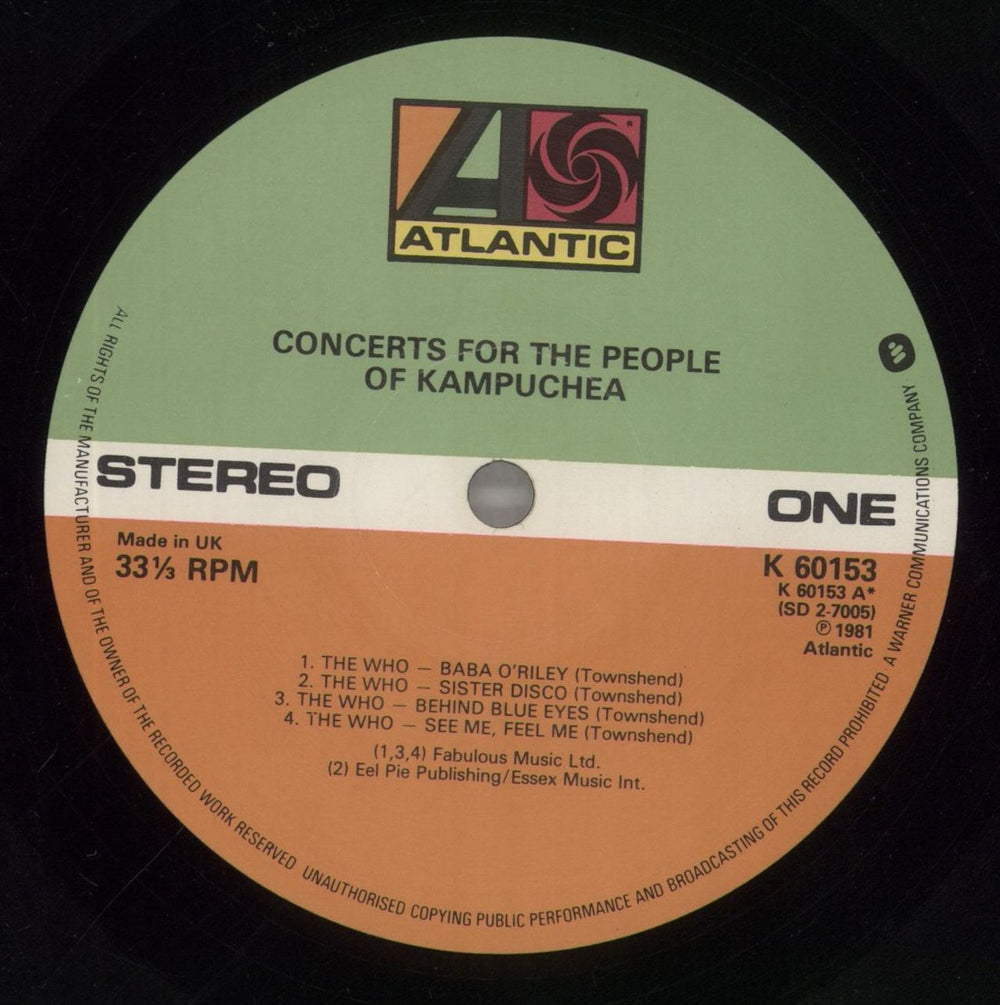 ATLANTIC
CONCERTS FOR THE PEOPLE
OF KAMPUCHEA
STEREO
ONE
Made in UK
33⅓ RPM
K 60153
K 60153 A*
(SD 2-7005)
℗ 1981
Atlantic
1. THE WHO — BABA O'RILEY (Townshend)
2. THE WHO — SISTER DISCO (Townshend)
3. THE WHO — BEHIND BLUE EYES (Townshend)
4. THE WHO — SEE ME, FEEL ME (Townshend)
(1,3,4) Fabulous Music Ltd.
(2) Eel Pie Publishing/Essex Music Int.
ALL RIGHTS OF THE MANUFACTURER AND OF THE OWNER OF THE RECORDED WORK RESERVED UNAUTHORISED COPYING PUBLIC PERFORMANCE AND BROADCASTING OF THIS RECORD PROHIBITED A WARNER COMMUNICATIONS COMPANY